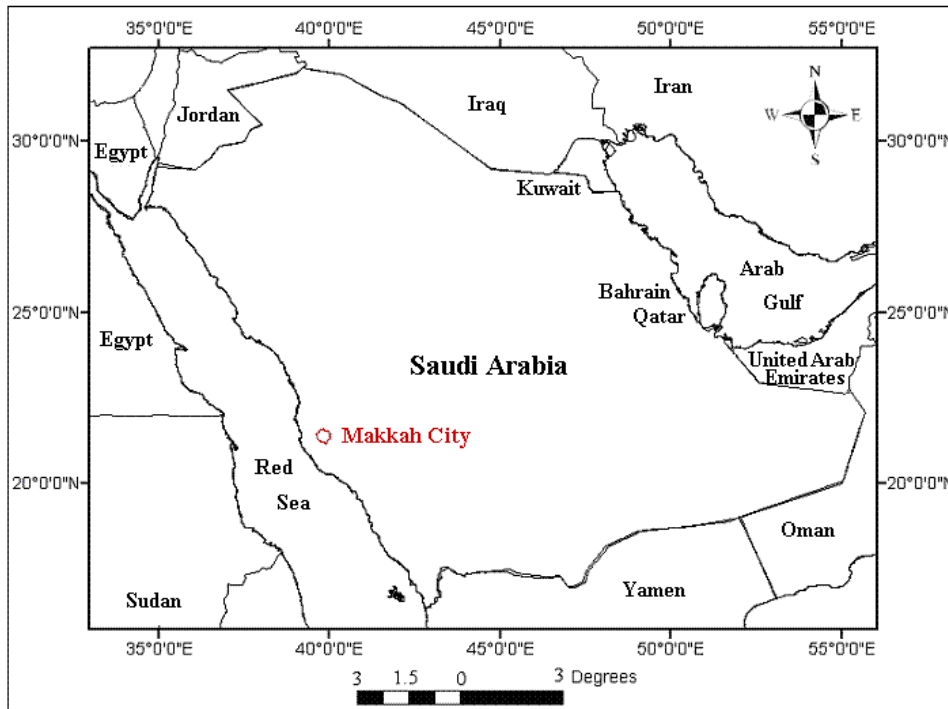 35°0'0"E 40°0'0"E 45°0'0"E 50°0'0"E 55°0'0"E
N
W E
S
Iraq
Iran
Jordan
30°0'0"N 30°0'0"N
Egypt
Kuwait
Arab
Gulf
Bahrain
Qatar
25°0'0"N 25°0'0"N
Egypt
United Arab
Emirates
Saudi Arabia
Makkah City
Red
Sea
20°0'0"N 20°0'0"N
Oman
Yamen
Sudan
35°0'0"E 40°0'0"E 45°0'0"E 50°0'0"E 55°0'0"E
3 1.5 0 3 Degrees